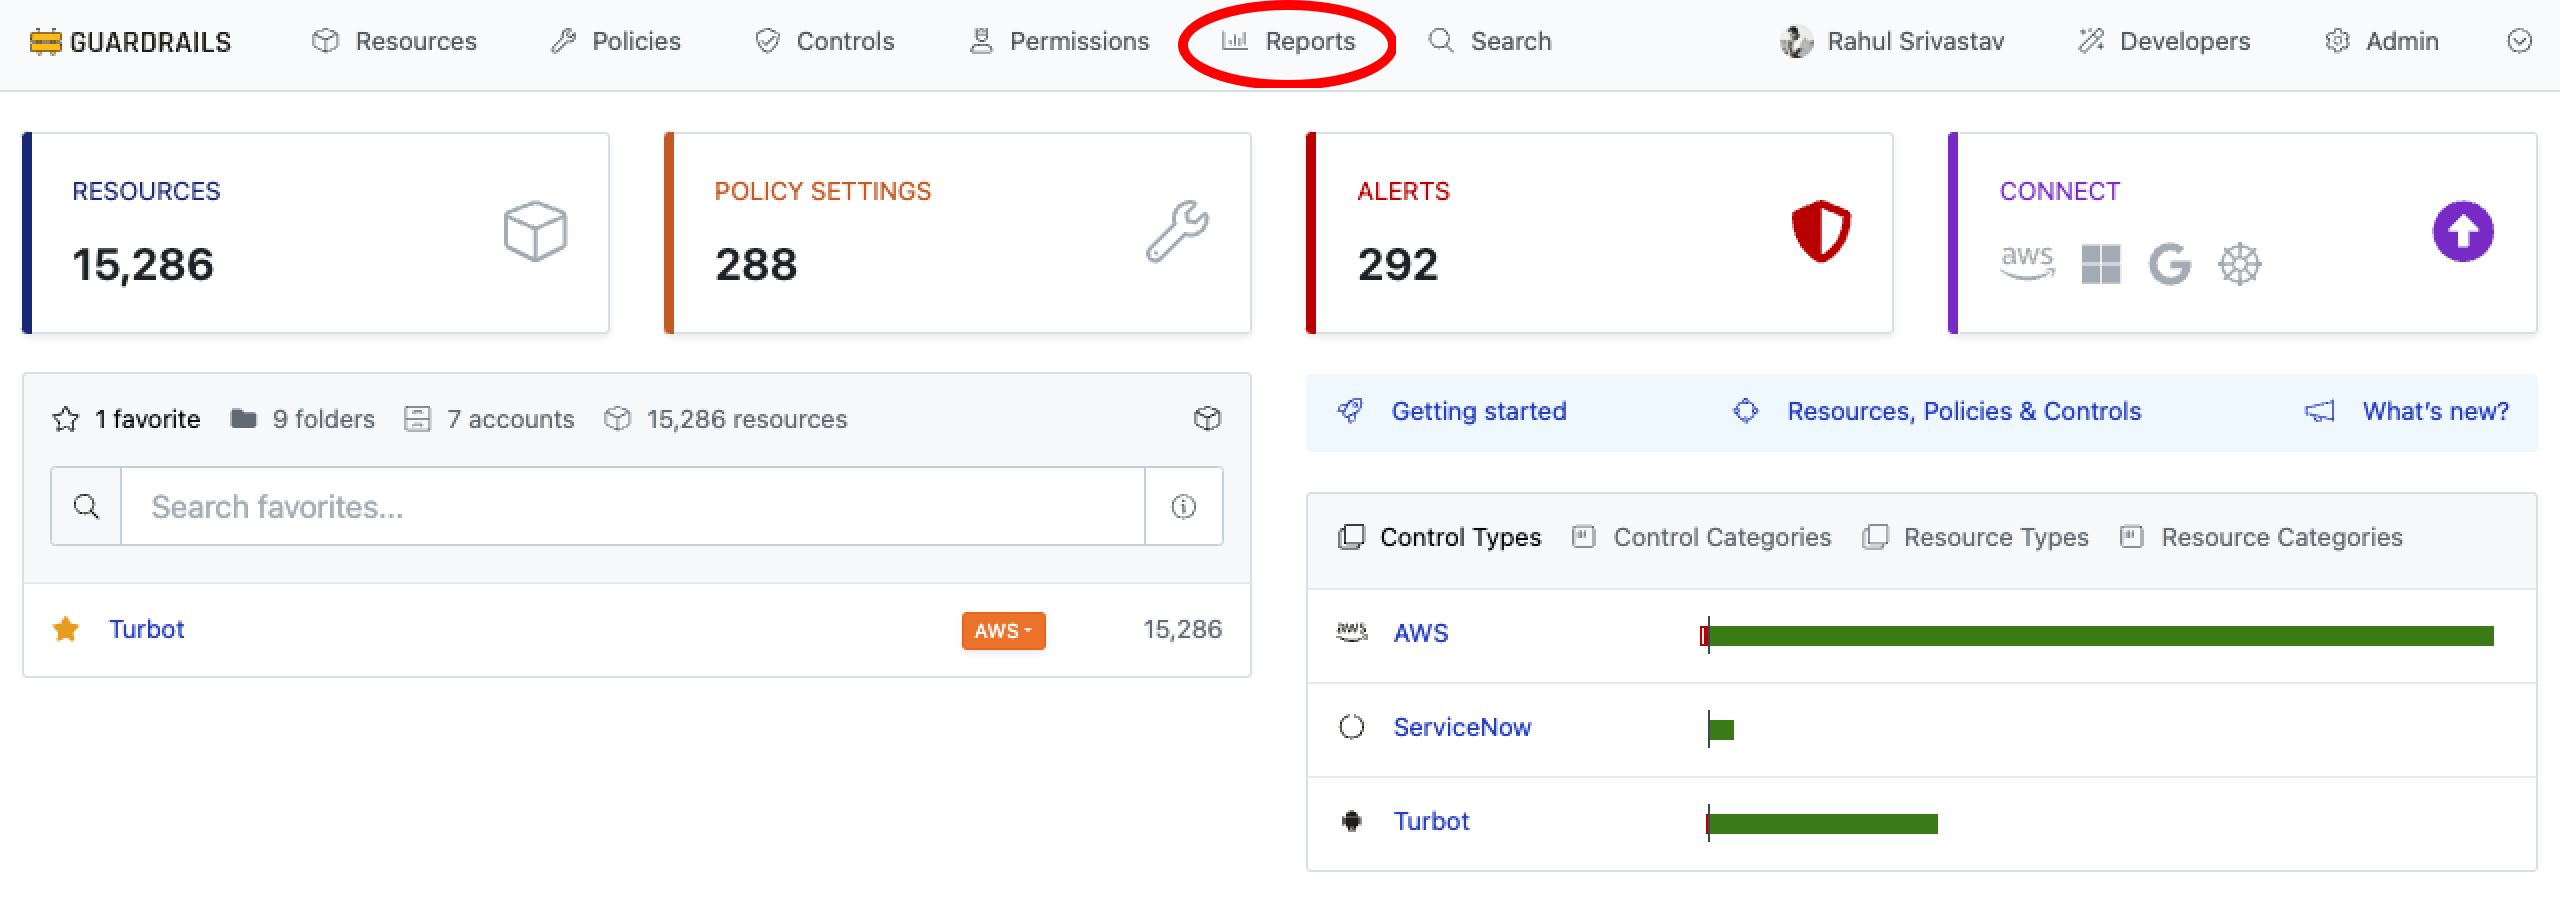 GUARDRAILS Resources Policies Controls Permissions Reports Search Rahul Srivastav Developers Admin
RESOURCES
15,286
POLICY SETTINGS
288
ALERTS
292
CONNECT
aws
1 favorite 9 folders 7 accounts 15,286 resources
Search favorites...
Turbot AWS 15,286
Getting started Resources, Policies & Controls What's new?
Control Types Control Categories Resource Types Resource Categories
aws AWS
ServiceNow
Turbot